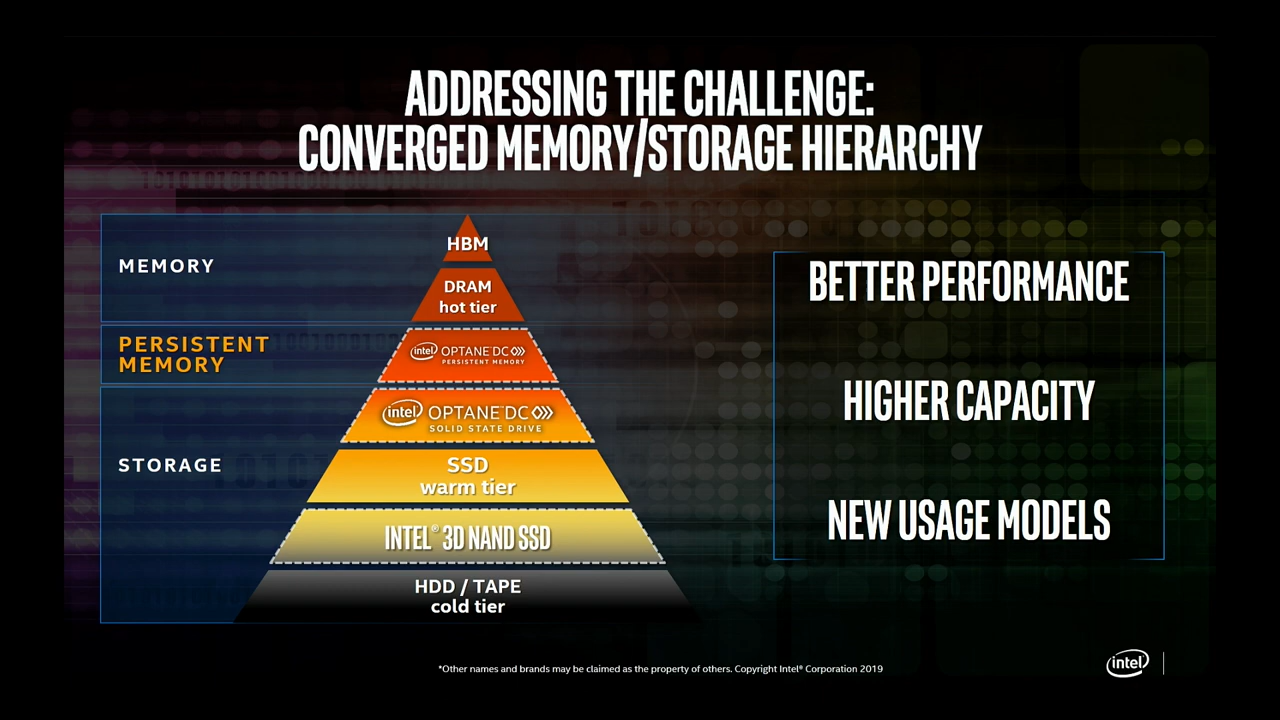 ADDRESSING THE CHALLENGE:
CONVERGED MEMORY/STORAGE HIERARCHY
MEMORY
HBM
DRAM
hot tier
PERSISTENT
MEMORY
intel OPTANE™ DC
PERSISTENT MEMORY
STORAGE
intel OPTANE™ DC
SOLID STATE DRIVE
SSD
warm tier
INTEL® 3D NAND SSD
HDD / TAPE
cold tier
BETTER PERFORMANCE
HIGHER CAPACITY
NEW USAGE MODELS
*Other names and brands may be claimed as the property of others. Copyright Intel® Corporation 2019
intel